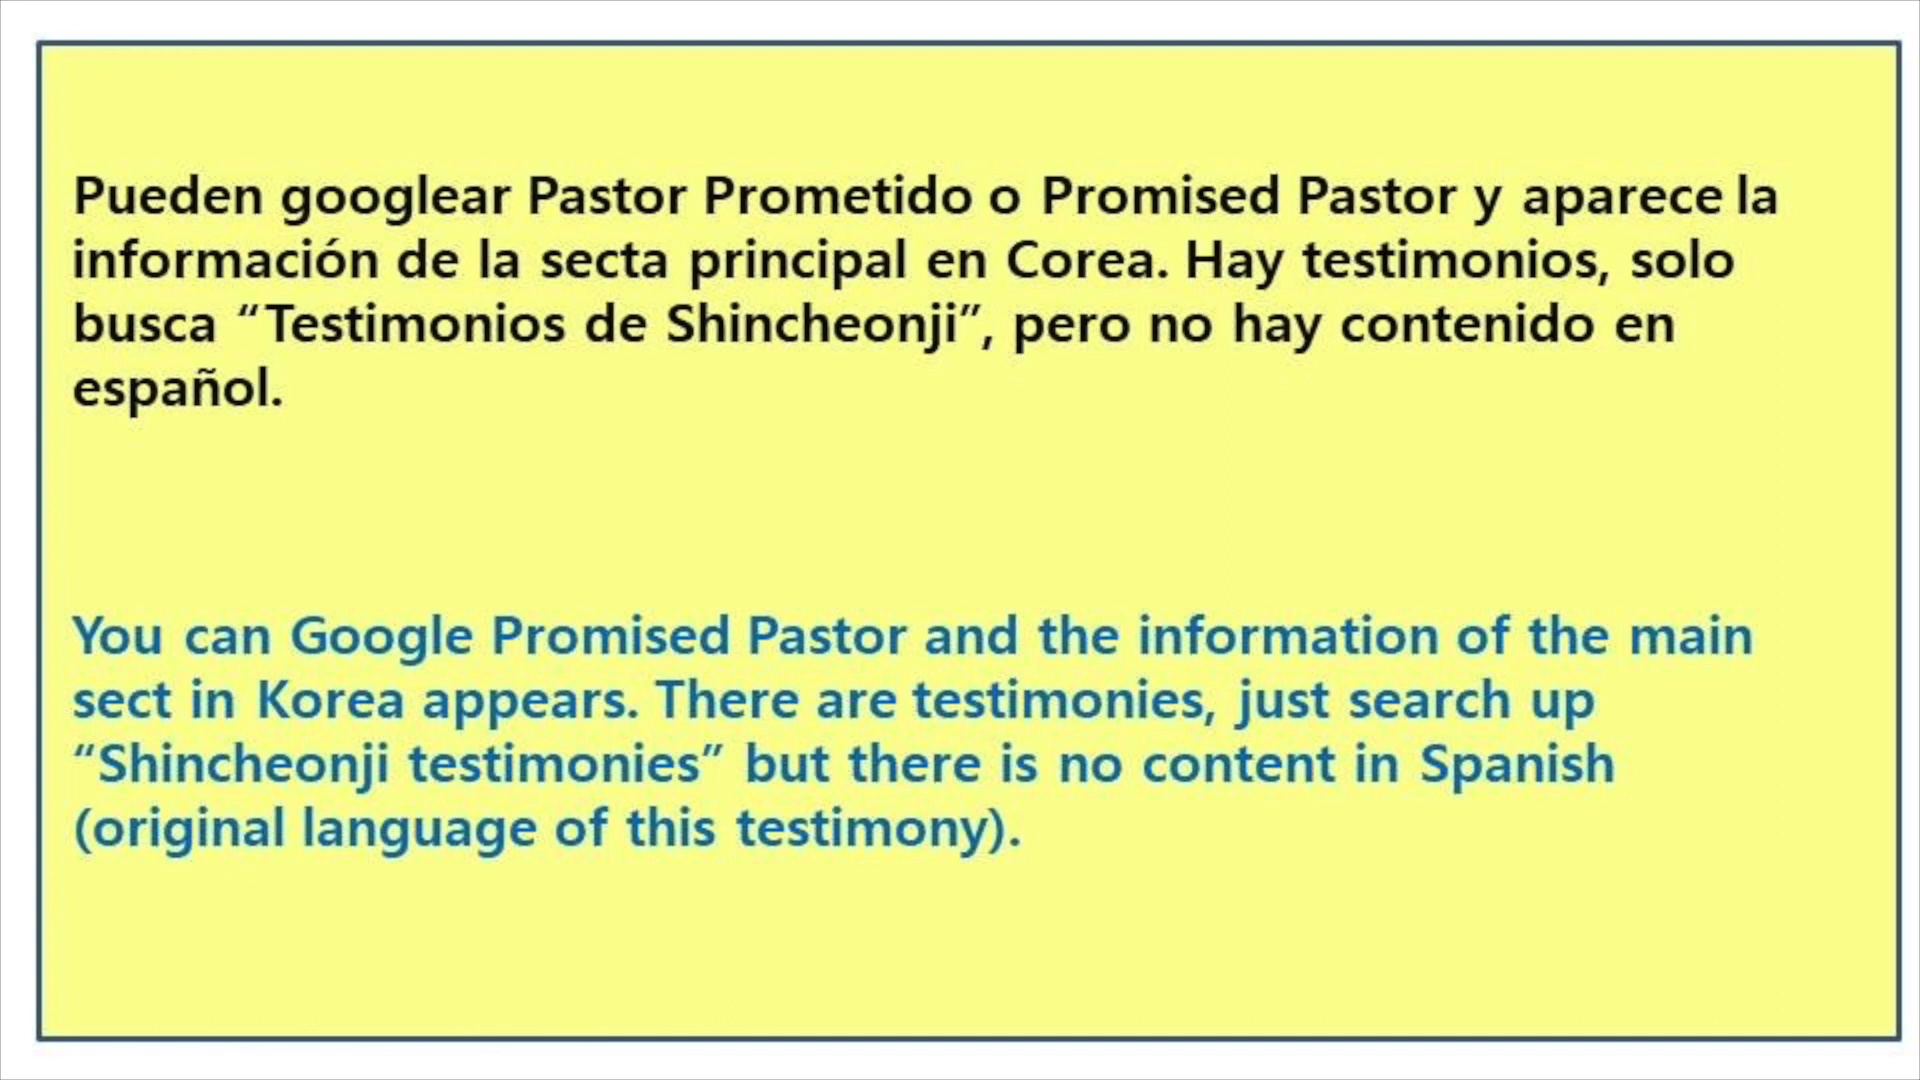 Pueden googlear Pastor Prometido o Promised Pastor y aparece la
información de la secta principal en Corea. Hay testimonios, solo
busca “Testimonios de Shincheonji”, pero no hay contenido en
español.
You can Google Promised Pastor and the information of the main
sect in Korea appears. There are testimonies, just search up
“Shincheonji testimonies” but there is no content in Spanish
(original language of this testimony).